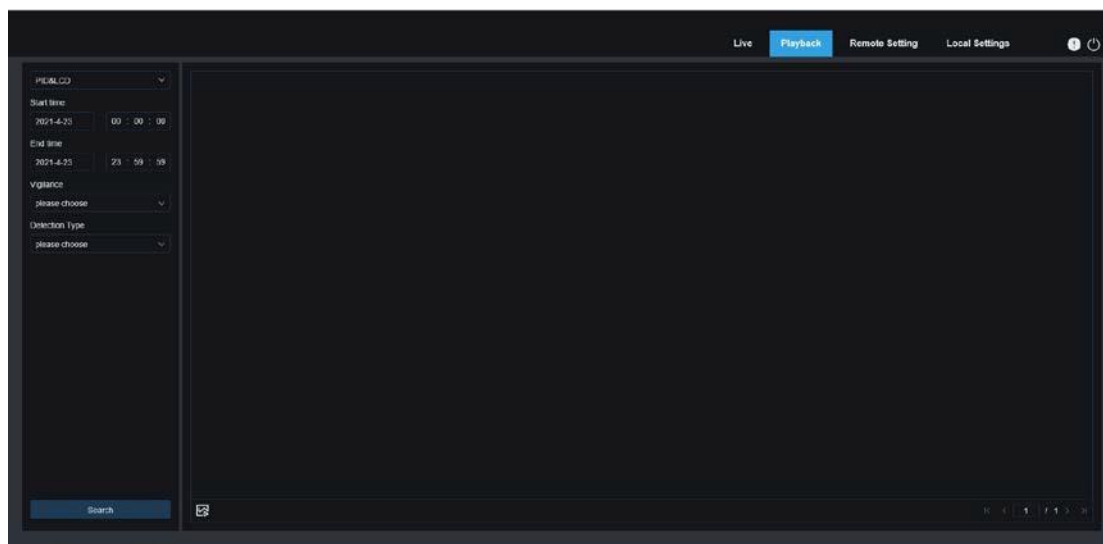 Live Playback Remote Setting Local Settings
PID&LCD
Start time
2021-4-23 00 : 00 : 00
End time
2021-4-23 23 : 59 : 59
Vigilance
please choose
Detection Type
please choose
Search
1 / 1